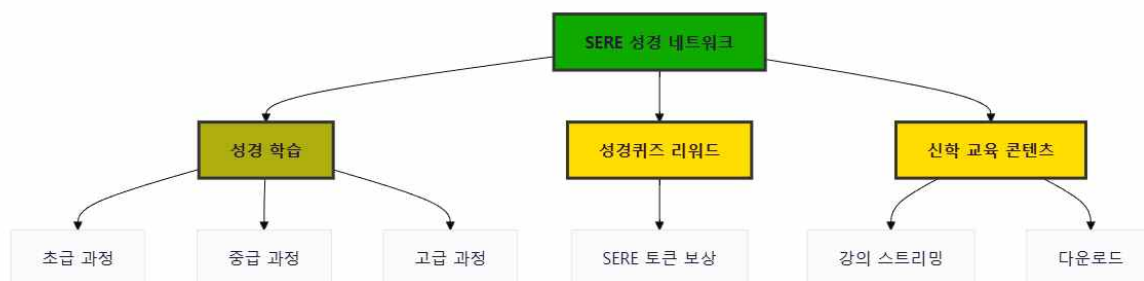 SERE 성경 네트워크
성경 학습
성경퀴즈 리워드
신학 교육 콘텐츠
초급 과정
중급 과정
고급 과정
SERE 토큰 보상
강의 스트리밍
다운로드